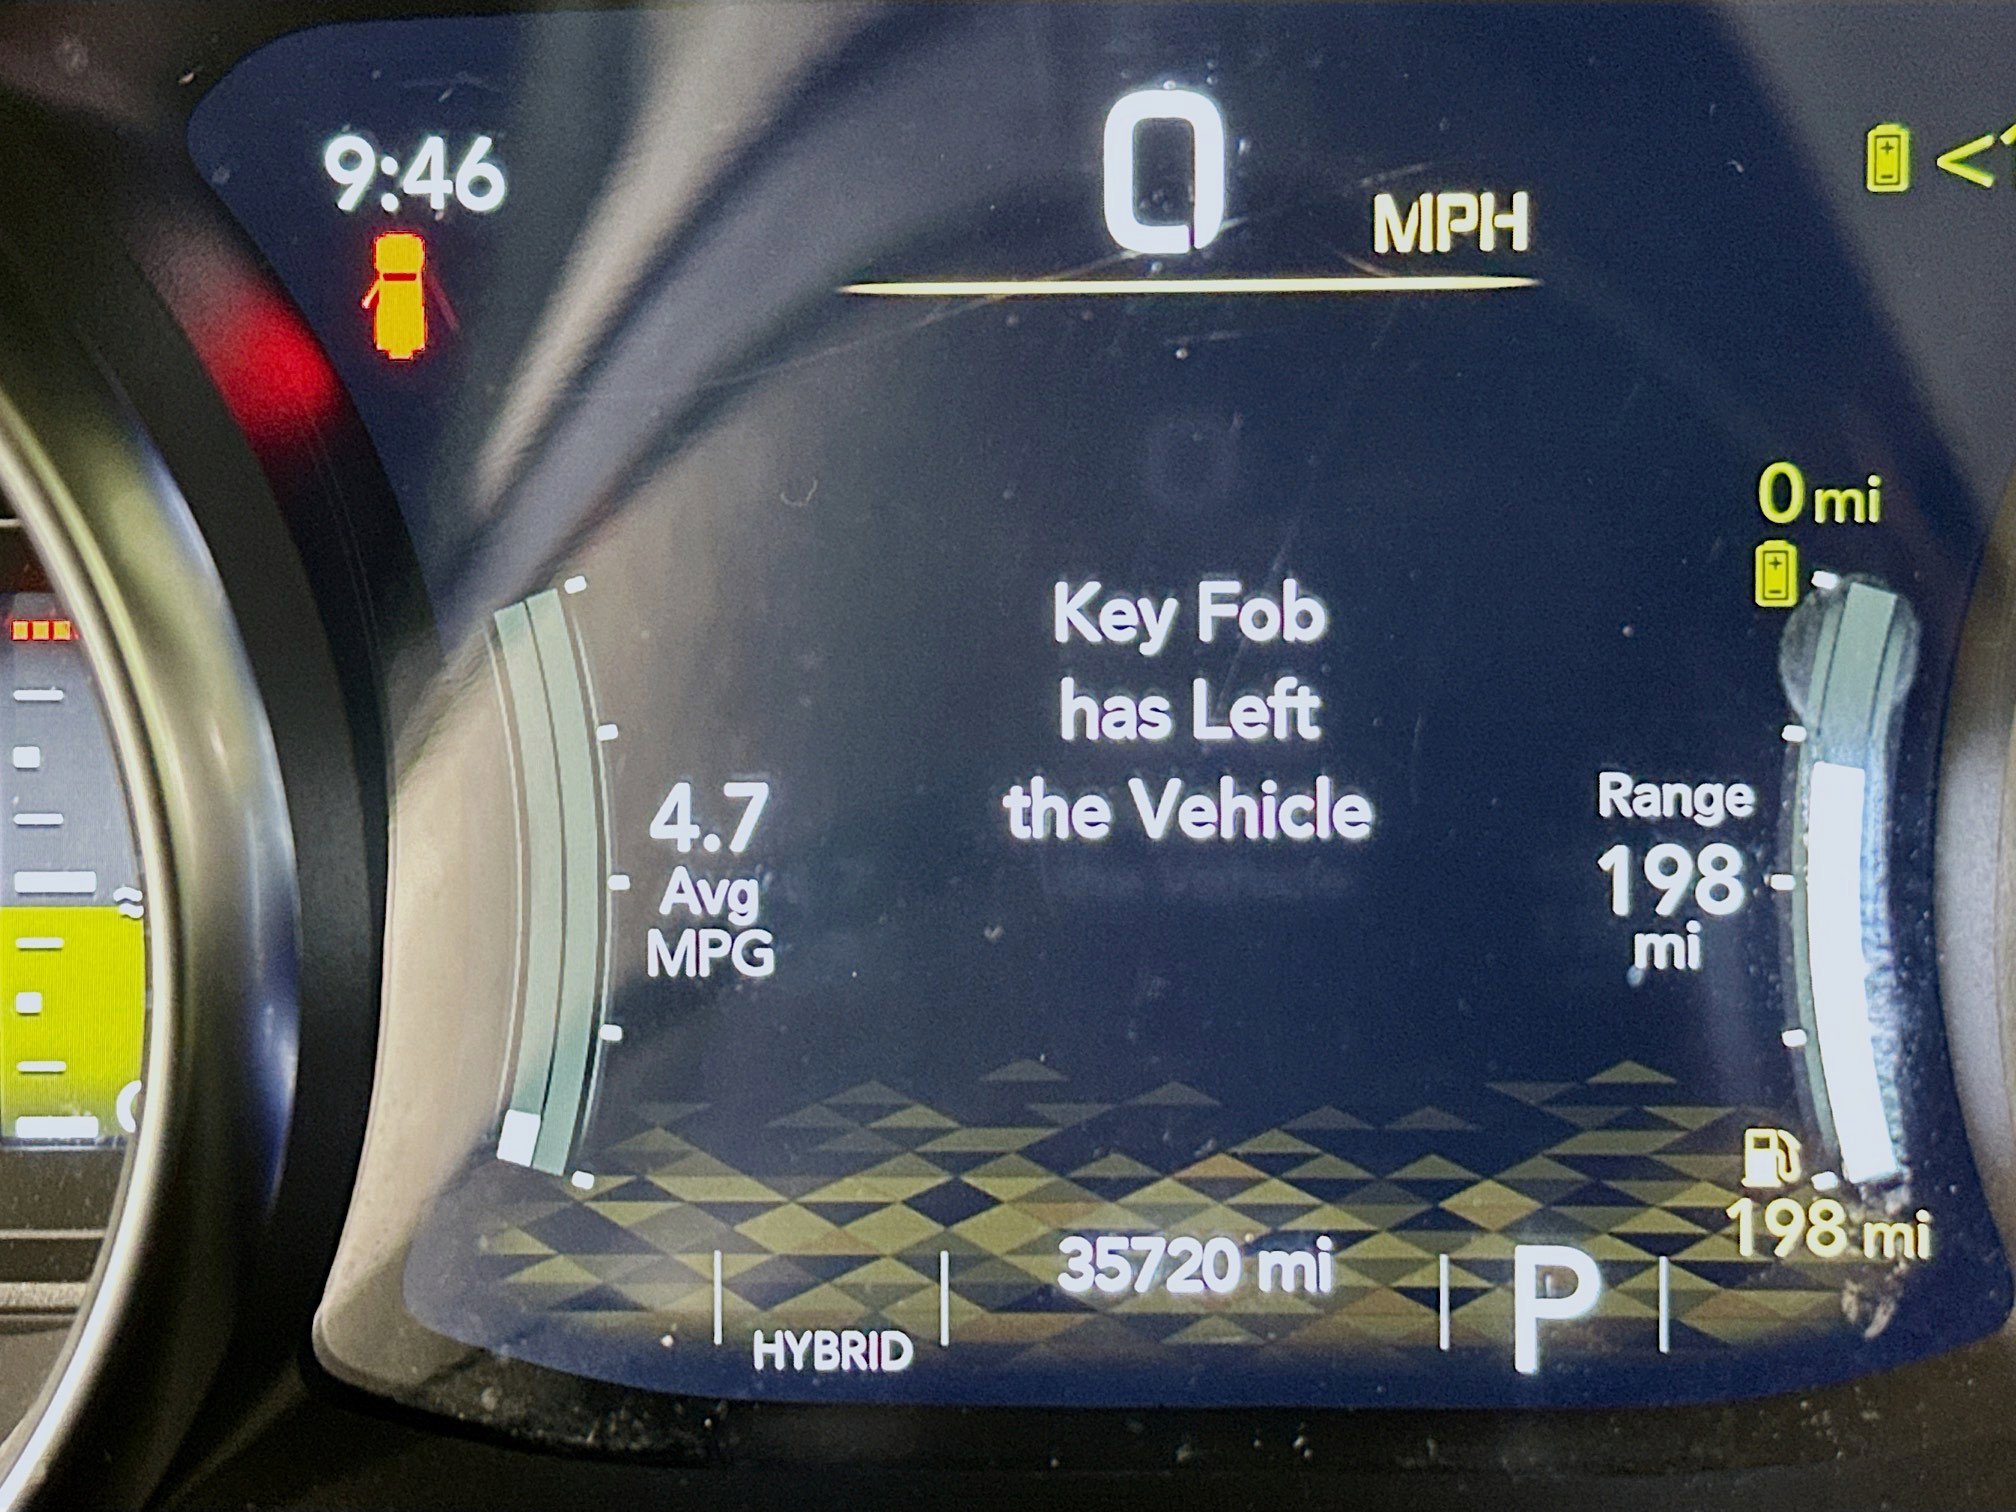 9:46
0
MPH
0 mi
Key Fob
has Left
the Vehicle
4.7
Avg
MPG
Range
198
mi
198 mi
35720 mi
P
HYBRID